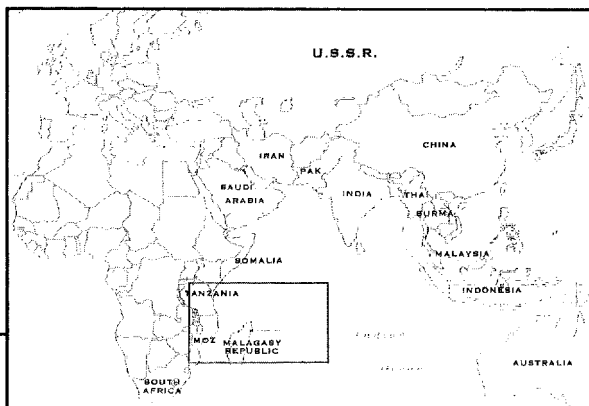 U.S.S.R.
CHINA
IRAN
PAK
SAUDI
ARABIA
INDIA
THAI
BURMA
SOMALIA
MALAYSIA
TANZANIA
INDONESIA
MOZ
MALAGASY
REPUBLIC
AUSTRALIA
SOUTH
AFRICA